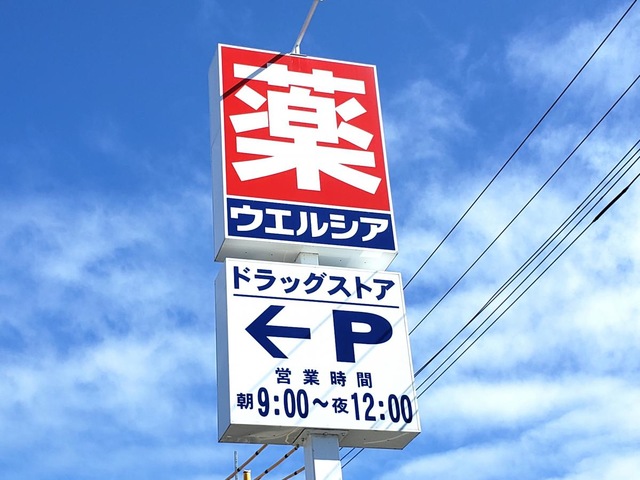 薬
ウエルシア
ドラッグストア
←P
営業時間
朝9:00～夜12:00